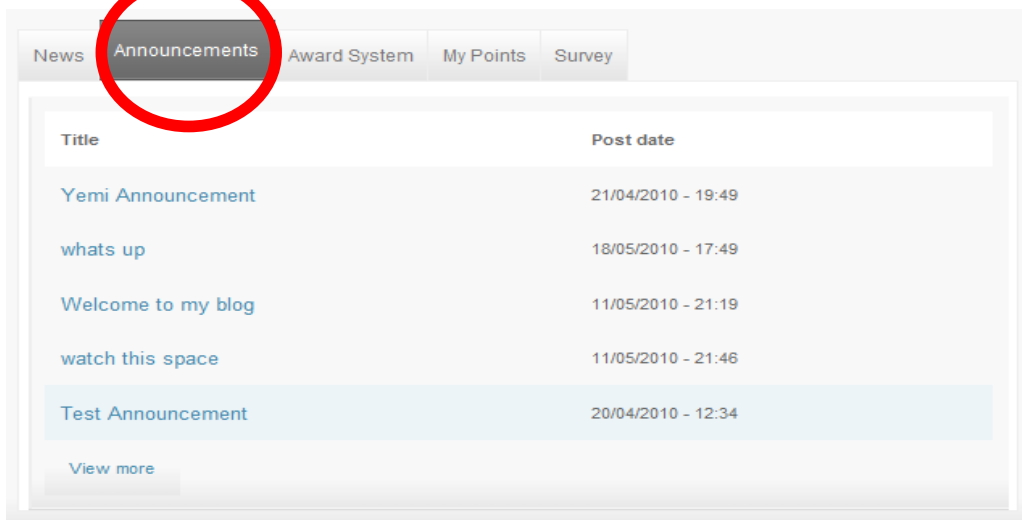 News Announcements Award System My Points Survey
Title Post date
Yemi Announcement 21/04/2010 - 19:49
whats up 18/05/2010 - 17:49
Welcome to my blog 11/05/2010 - 21:19
watch this space 11/05/2010 - 21:46
Test Announcement 20/04/2010 - 12:34
View more